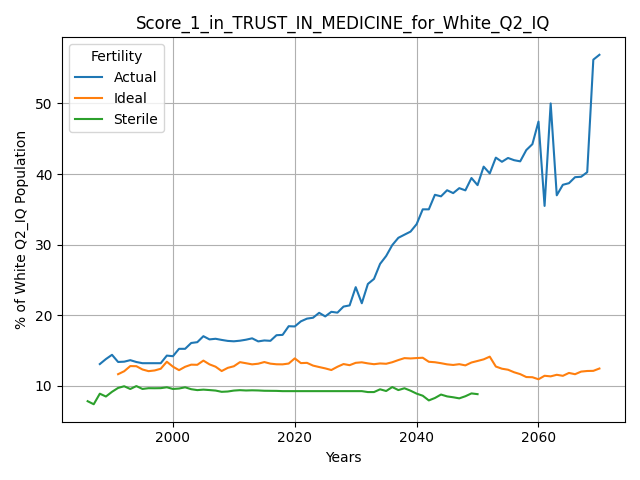 Score_1_in_TRUST_IN_MEDICINE_for_White_Q2_IQ
Fertility
Actual
Ideal
Sterile
% of White Q2_IQ Population
50
40
30
20
10
2000 2020 2040 2060
Years